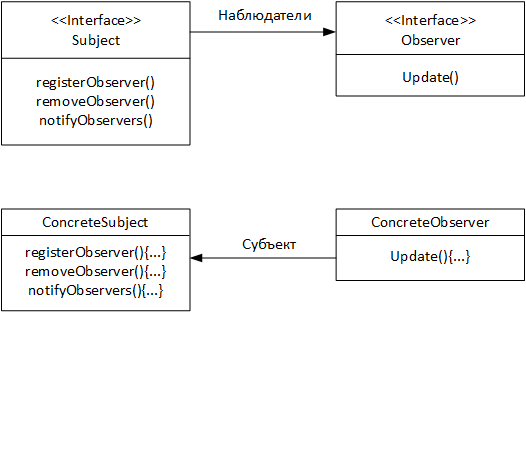 <<Interface>>
Subject
registerObserver()
removeObserver()
notifyObservers()
Наблюдатели
<<Interface>>
Observer
Update()
ConcreteSubject
registerObserver(){...}
removeObserver(){...}
notifyObservers(){...}
Субъект
ConcreteObserver
Update(){...}